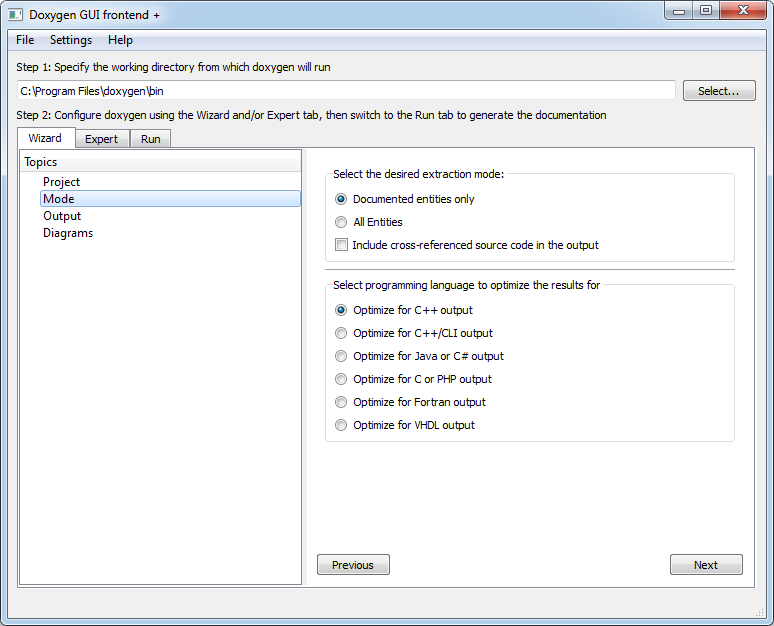 Doxygen GUI frontend +
File Settings Help
Step 1: Specify the working directory from which doxygen will run
C:\Program Files\doxygen\bin
Select...
Step 2: Configure doxygen using the Wizard and/or Expert tab, then switch to the Run tab to generate the documentation
Wizard Expert Run
Topics
Project
Mode
Output
Diagrams
Select the desired extraction mode:
Documented entities only
All Entities
Include cross-referenced source code in the output
Select programming language to optimize the results for
Optimize for C++ output
Optimize for C++/CLI output
Optimize for Java or C# output
Optimize for C or PHP output
Optimize for Fortran output
Optimize for VHDL output
Previous
Next